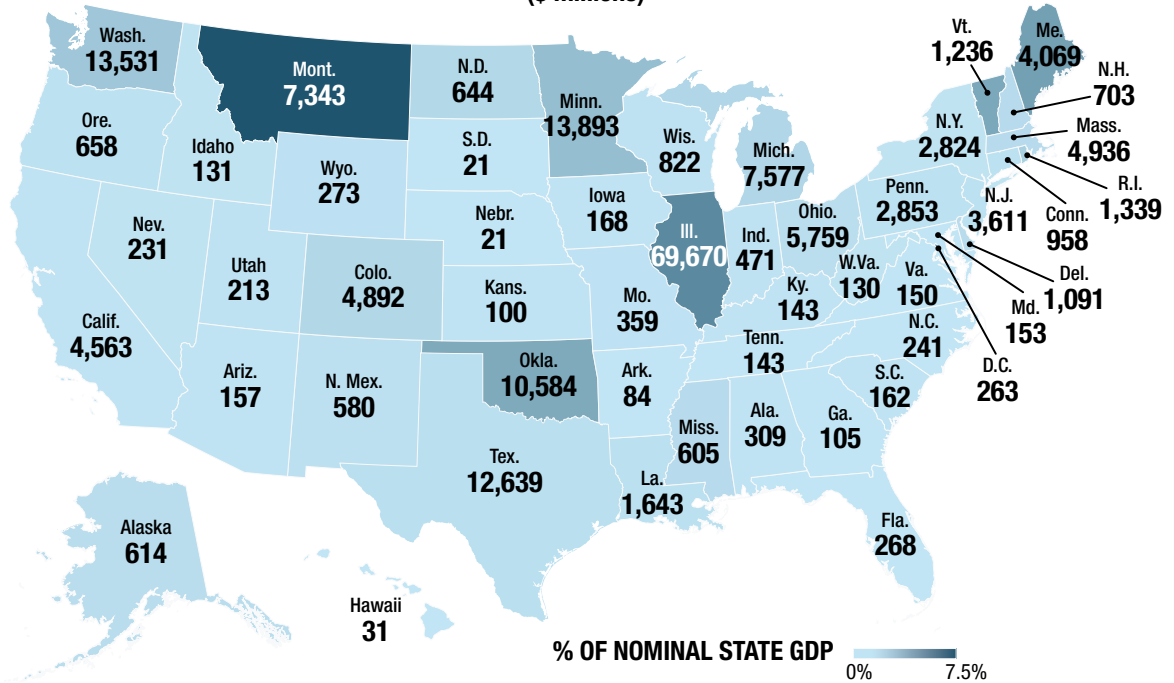 ($ millions)
Wash.
13,531
Mont.
7,343
N.D.
644
Minn.
13,893
Vt.
1,236
Me.
4,069
N.H.
703
Ore.
658
Idaho
131
S.D.
21
Wis.
822
Mich.
7,577
N.Y.
2,824
Mass.
4,936
Wyo.
273
Iowa
168
Penn.
2,853
N.J.
3,611
R.I.
1,339
Conn.
958
Nev.
231
Nebr.
21
Ill.
69,670
Ind.
471
Ohio.
5,759
Utah
213
Colo.
4,892
Kans.
100
Mo.
359
Ky.
143
W.Va.
130
Va.
150
Del.
1,091
Md.
153
Calif.
4,563
N.C.
241
D.C.
263
Tenn.
143
Ariz.
157
N. Mex.
580
Okla.
10,584
Ark.
84
S.C.
162
Miss.
605
Ala.
309
Ga.
105
Tex.
12,639
La.
1,643
Fla.
268
Alaska
614
Hawaii
31
% OF NOMINAL STATE GDP
0%
7.5%